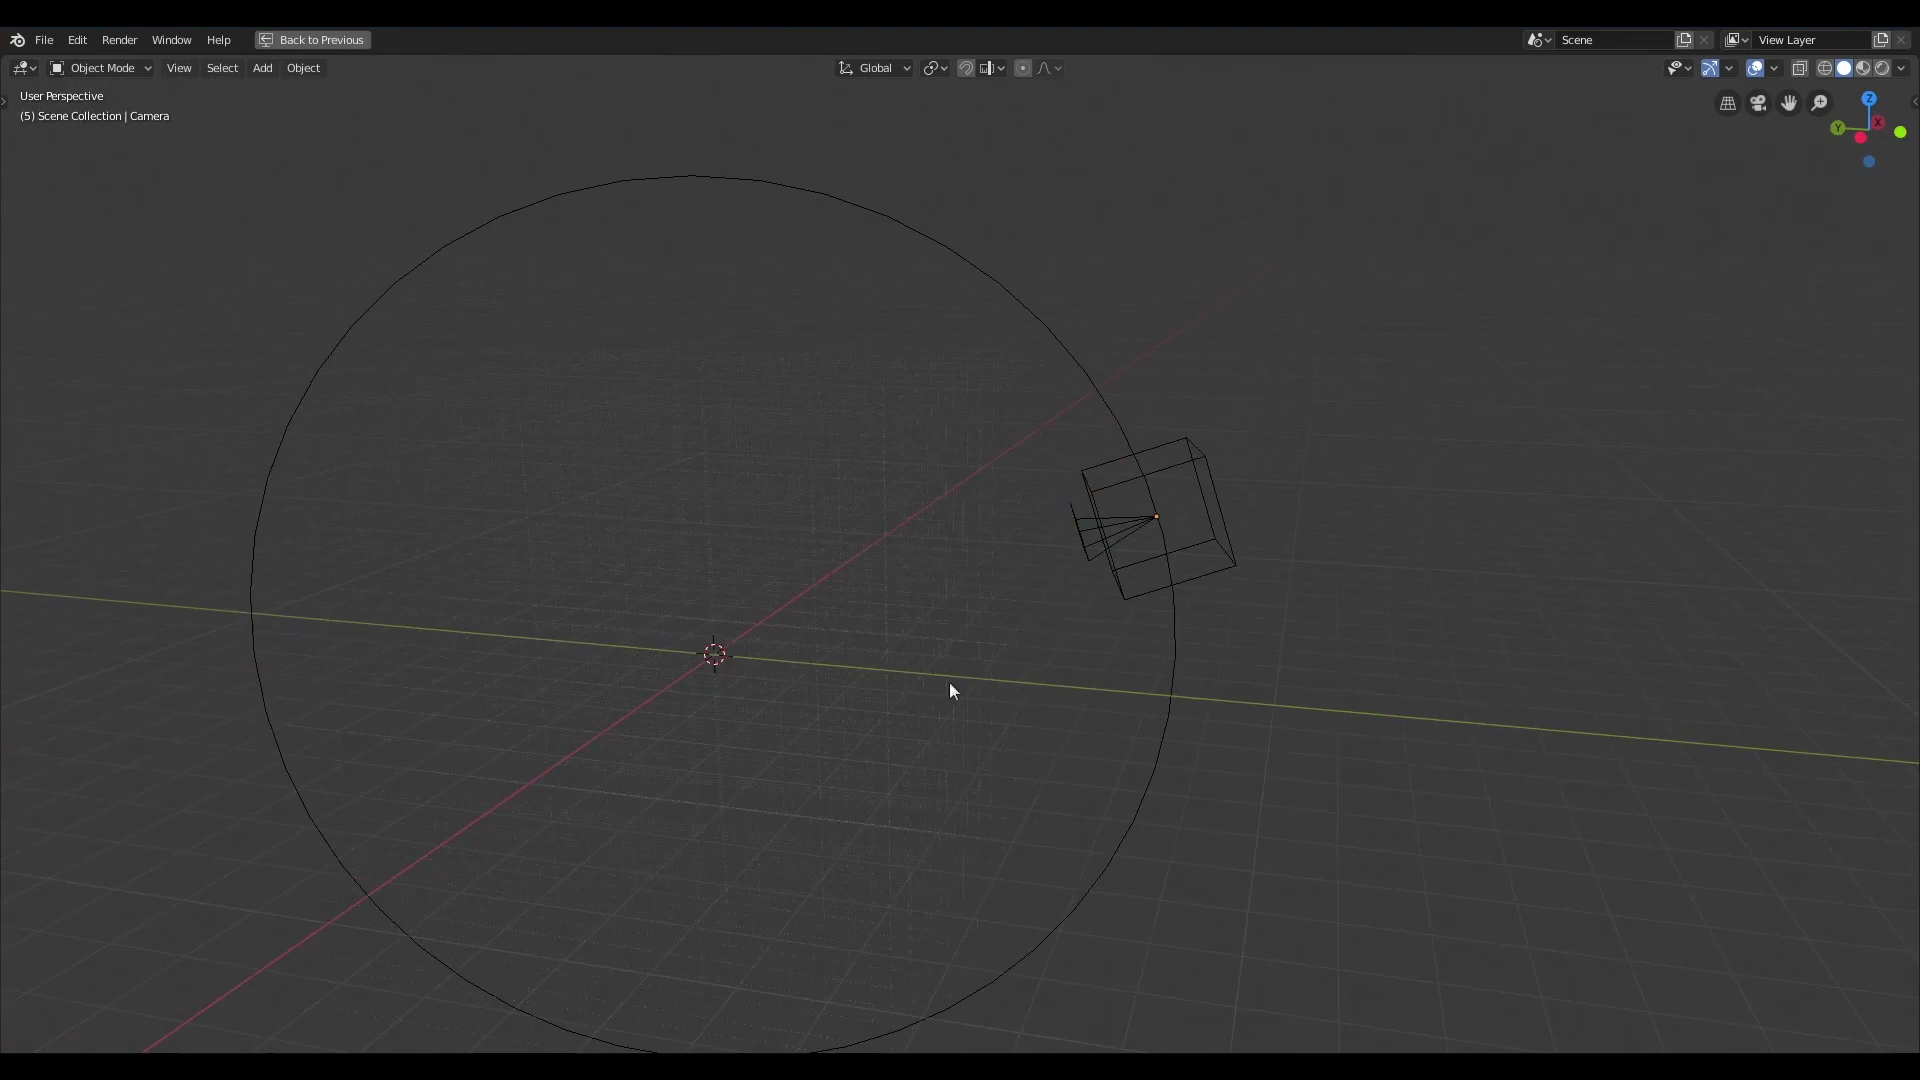 File Edit Render Window Help Back to Previous Scene View Layer
Object Mode View Select Add Object Global
User Perspective
(5) Scene Collection | Camera
Z
Y X